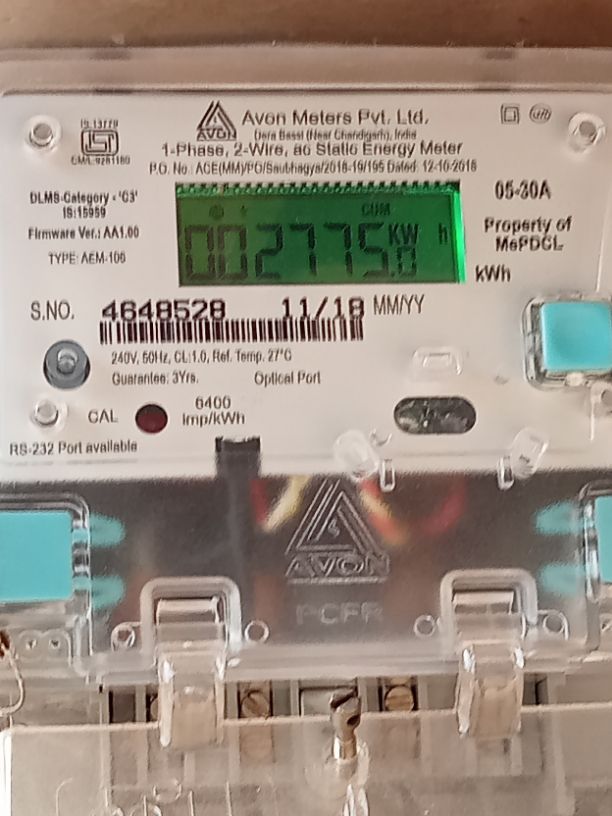 IS 13779
CM/L-9281180
AVON
Avon Meters Pvt. Ltd.
Dera Bassi (Near Chandigarh), India
1-Phase, 2-Wire, ac Static Energy Meter
P.O. No.: ACE(MM)/PO/Saubhagya/2018-19/195 Dated: 12-10-2018
DLMS-Category - 'C3'
IS:15959
Firmware Ver.: AA1.00
TYPE: AEM-106
CUM
002775.0 KW h
05-30A
Property of
MePDCL
kWh
S.NO. 4648528 11/18 MM/YY
240V, 50Hz, CL:1.0, Ref. Temp. 27°C
Guarantee: 3Yrs. Optical Port
CAL 6400
imp/kWh
RS-232 Port available
AVON